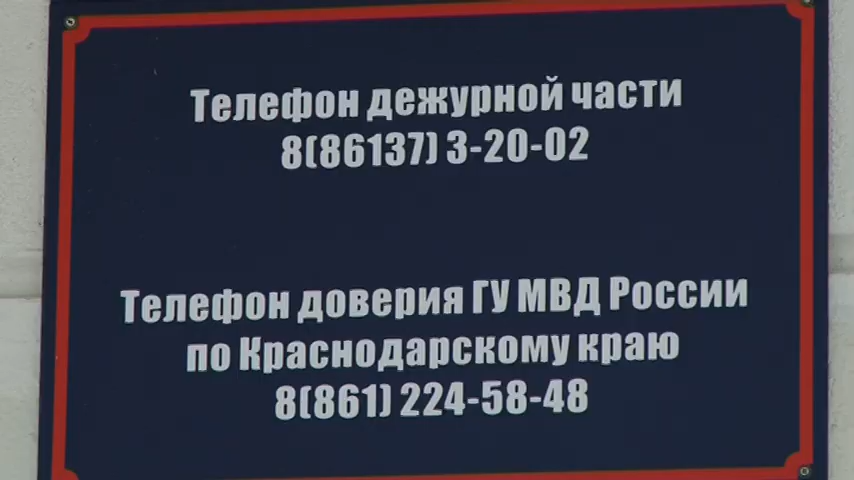 Телефон дежурной части
8(86137) 3-20-02
Телефон доверия ГУ МВД России
по Краснодарскому краю
8(861) 224-58-48